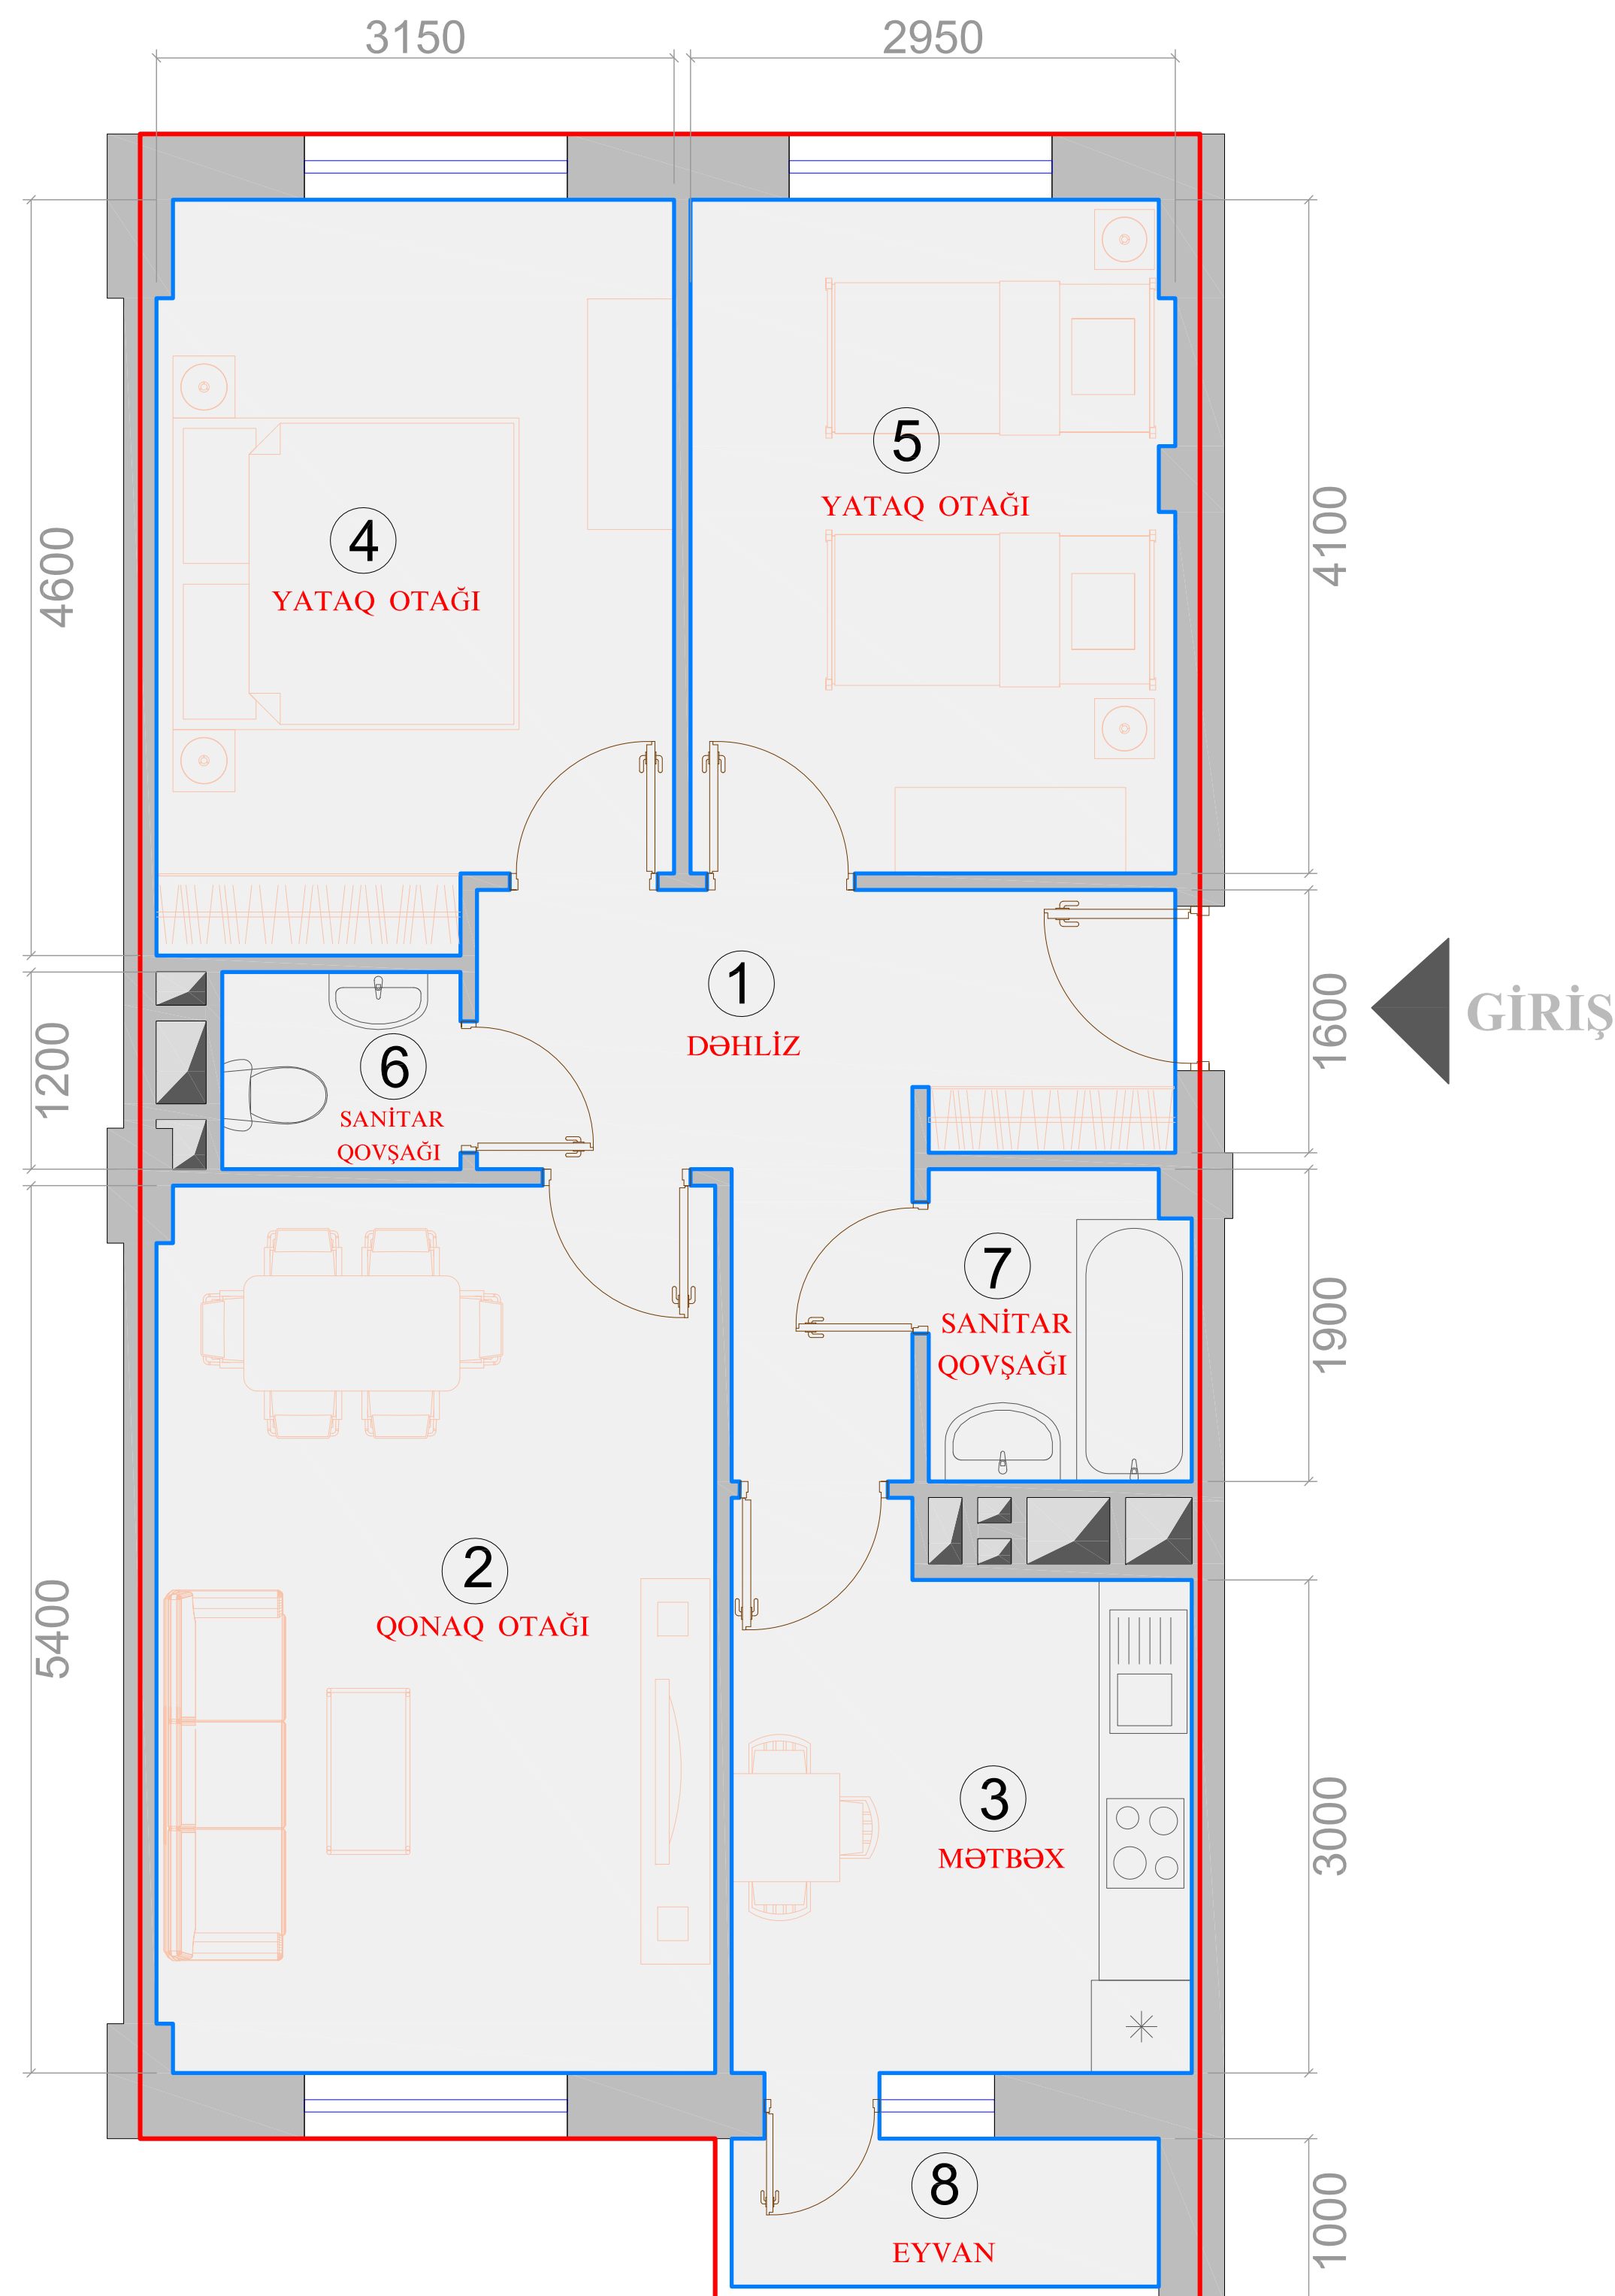 3150
2950
4600
4100
5
YATAQ OTAĞI
4
YATAQ OTAĞI
1200
1600
GİRİŞ
1
DƏHLİZ
6
SANİTAR
QOVŞAĞI
7
SANİTAR
QOVŞAĞI
1900
5400
2
QONAQ OTAĞI
3
MƏTBƏX
3000
8
EYVAN
1000